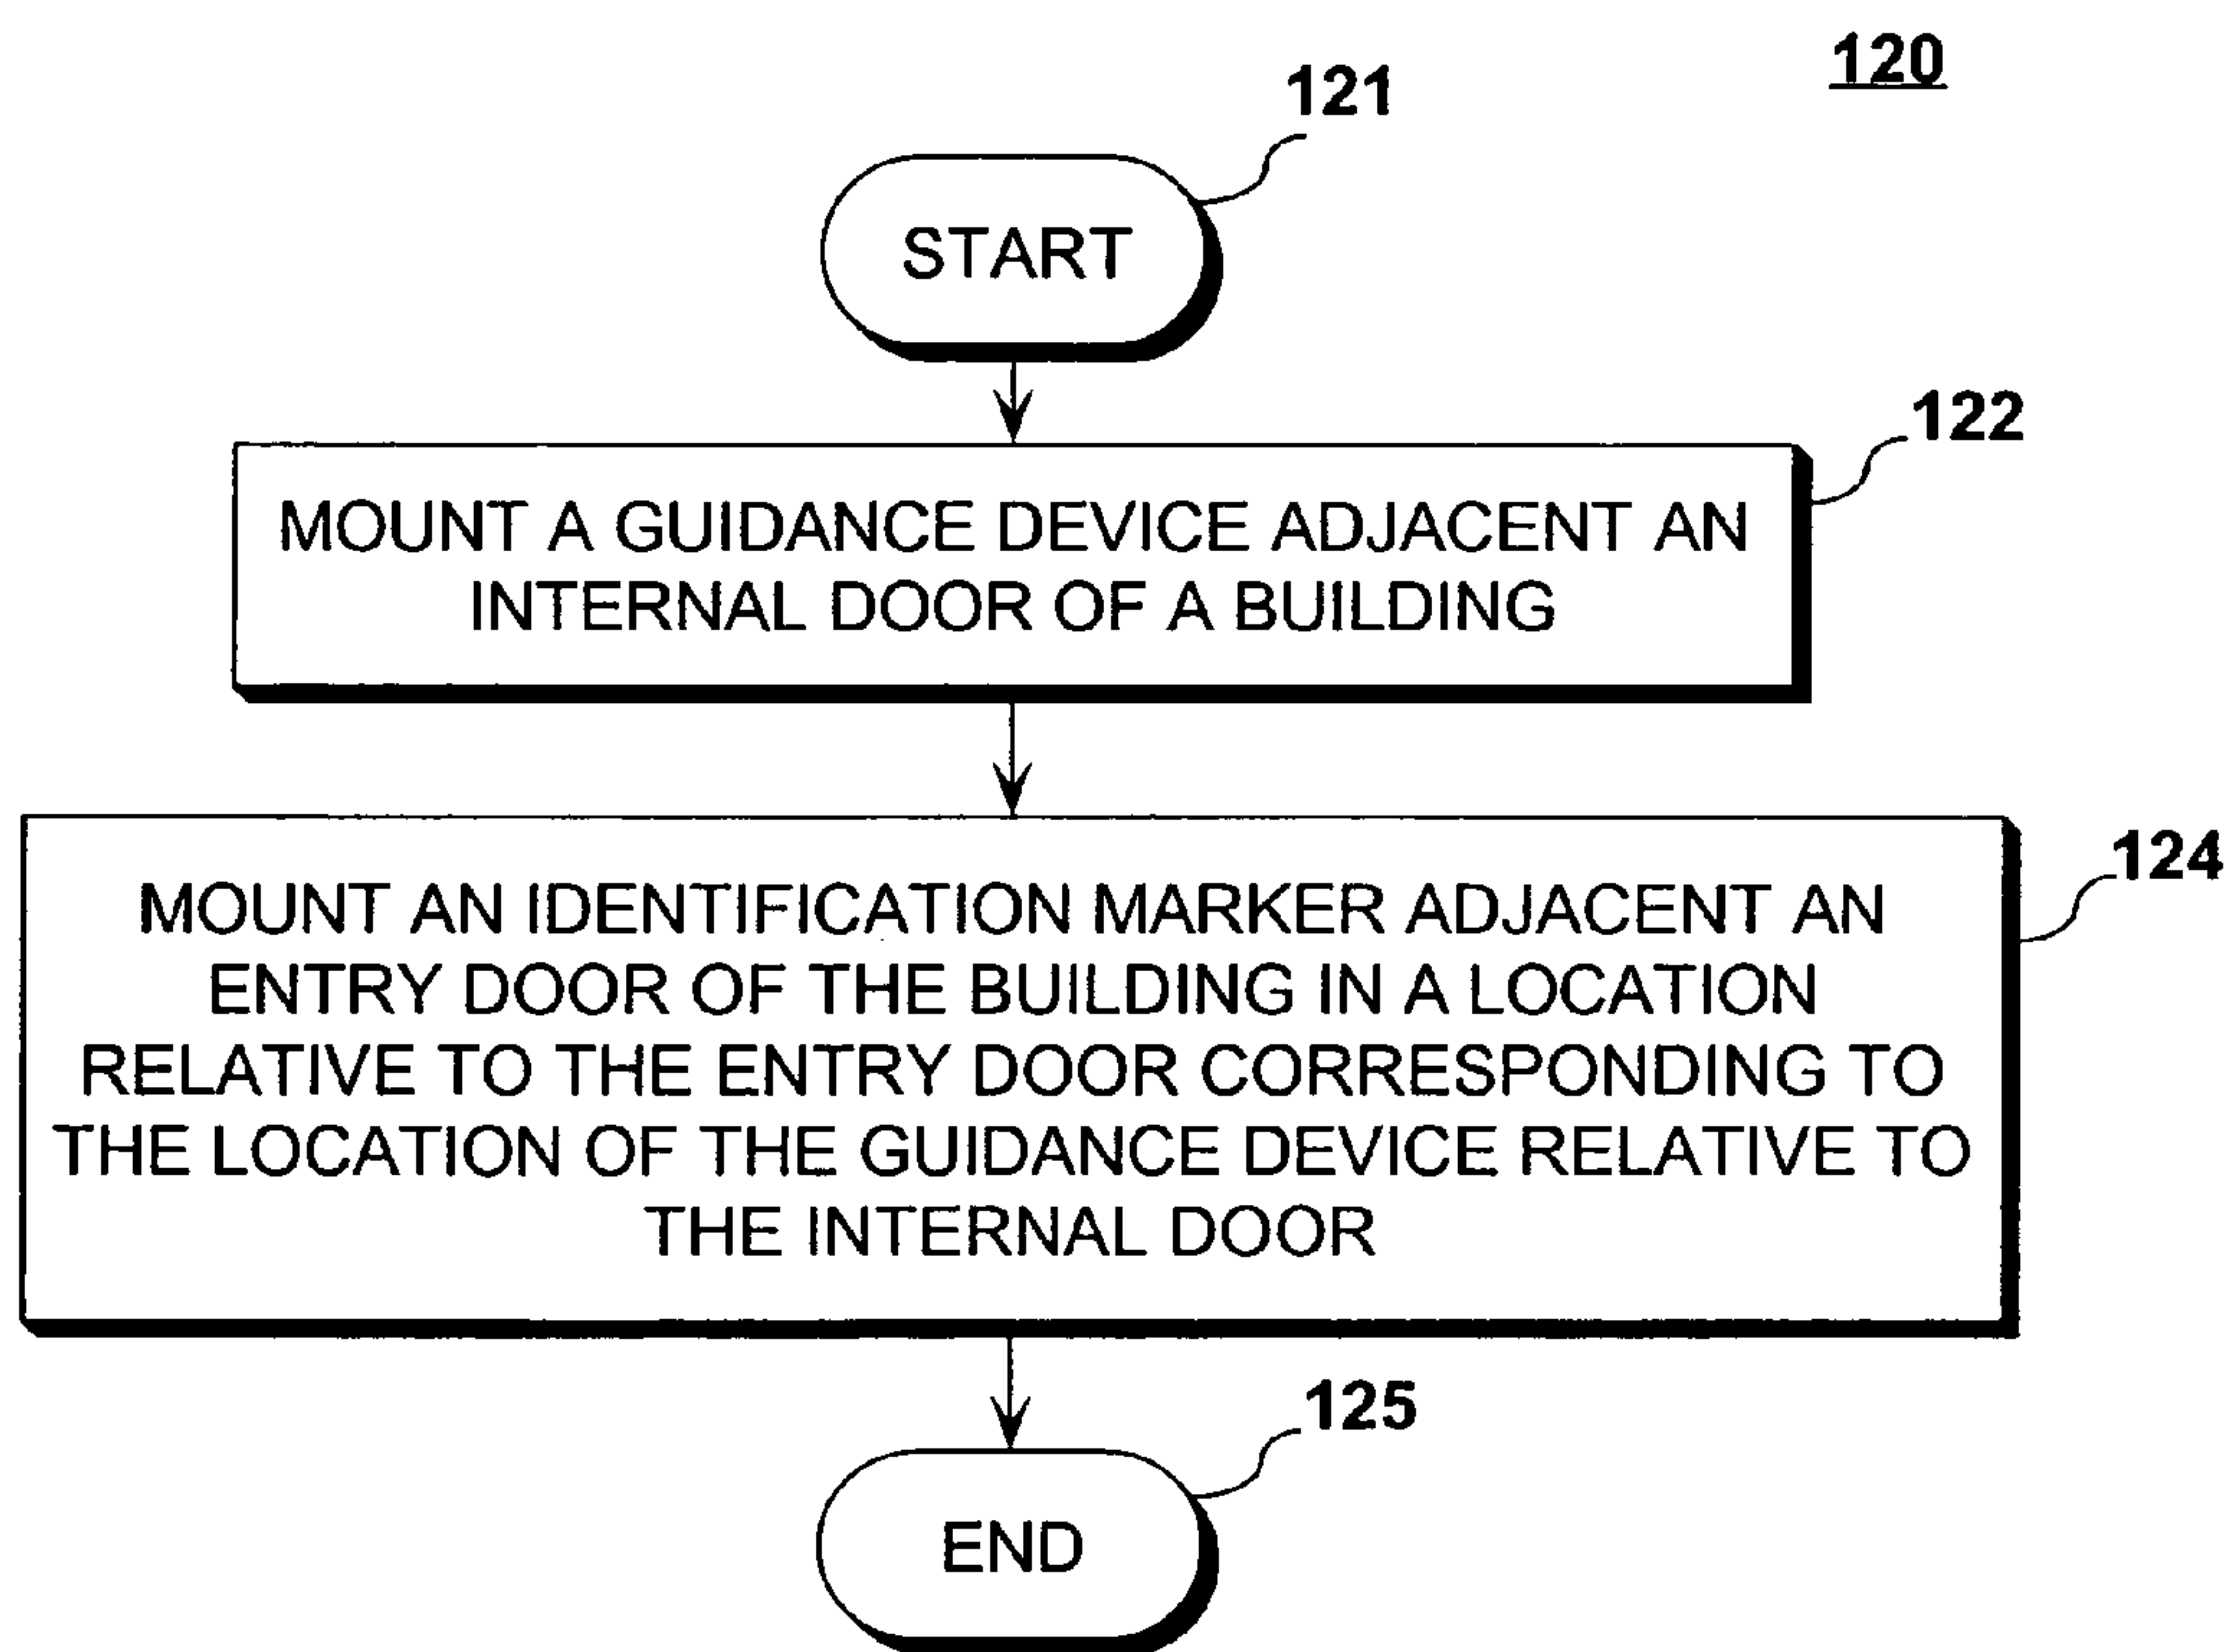 120
121
START
122
MOUNT A GUIDANCE DEVICE ADJACENT AN
INTERNAL DOOR OF A BUILDING
124
MOUNT AN IDENTIFICATION MARKER ADJACENT AN
ENTRY DOOR OF THE BUILDING IN A LOCATION
RELATIVE TO THE ENTRY DOOR CORRESPONDING TO
THE LOCATION OF THE GUIDANCE DEVICE RELATIVE TO
THE INTERNAL DOOR
125
END